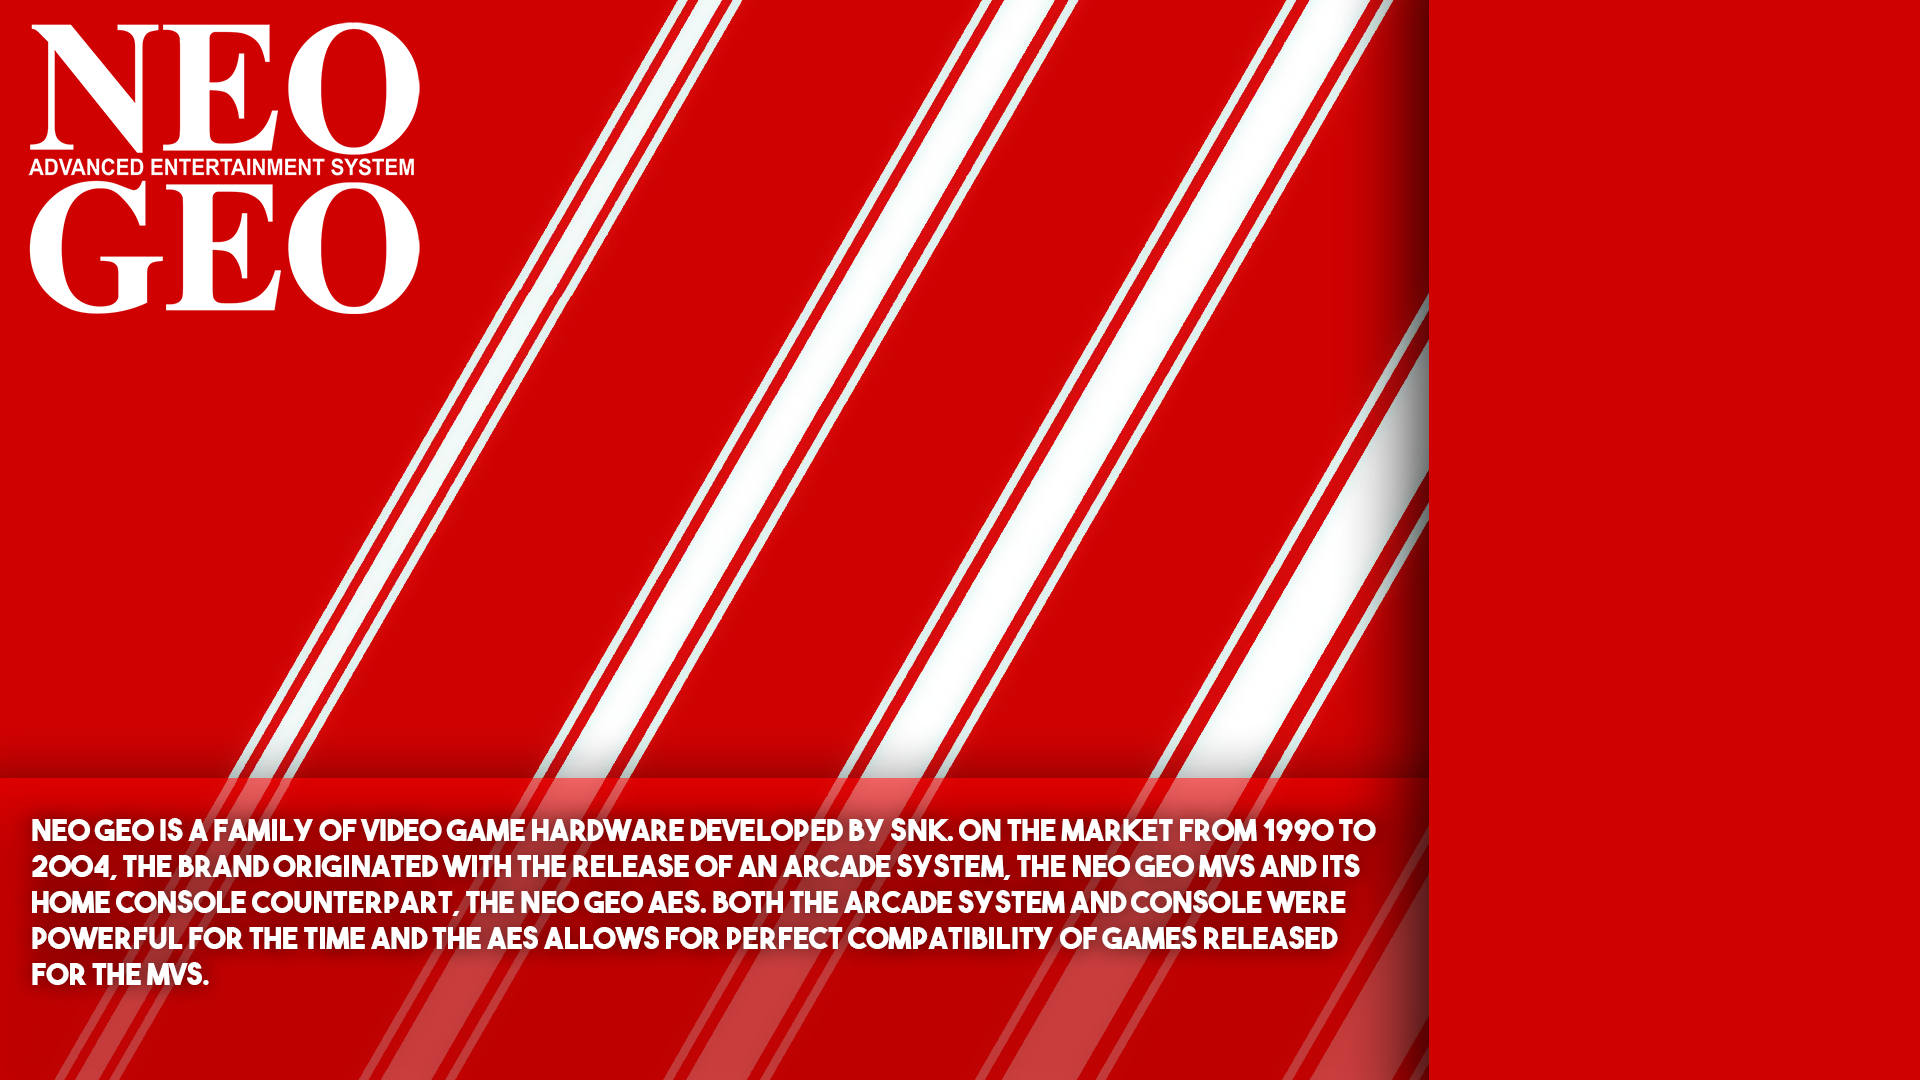 NEO
ADVANCED ENTERTAINMENT SYSTEM
GEO
NEO GEO IS A FAMILY OF VIDEO GAME HARDWARE DEVELOPED BY SNK. ON THE MARKET FROM 1990 TO
2004, THE BRAND ORIGINATED WITH THE RELEASE OF AN ARCADE SYSTEM, THE NEO GEO MVS AND ITS
HOME CONSOLE COUNTERPART, THE NEO GEO AES. BOTH THE ARCADE SYSTEM AND CONSOLE WERE
POWERFUL FOR THE TIME AND THE AES ALLOWS FOR PERFECT COMPATIBILITY OF GAMES RELEASED
FOR THE MVS.